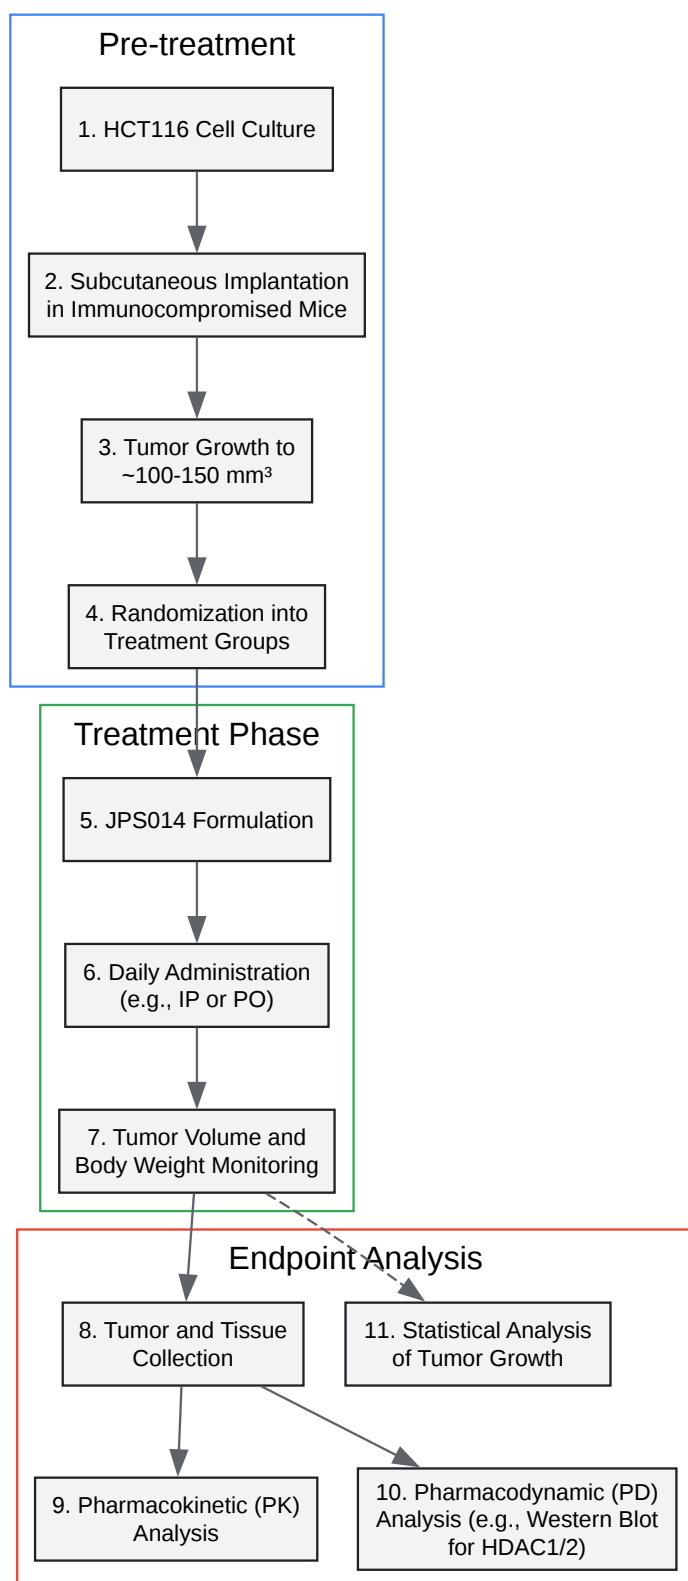 Pre-treatment
1. HCT116 Cell Culture
2. Subcutaneous Implantation
in Immunocompromised Mice
3. Tumor Growth to
~100-150 mm³
4. Randomization into
Treatment Groups
Treatment Phase
5. JPS014 Formulation
6. Daily Administration
(e.g., IP or PO)
7. Tumor Volume and
Body Weight Monitoring
Endpoint Analysis
8. Tumor and Tissue
Collection
11. Statistical Analysis
of Tumor Growth
9. Pharmacokinetic (PK)
Analysis
10. Pharmacodynamic (PD)
Analysis (e.g., Western Blot
for HDAC1/2)